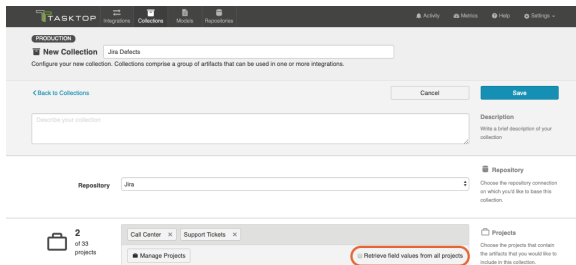 TASKTOP
Integrations
Collections
Models
Repositories
Activity
Metrics
Help
Settings
PRODUCTION
New Collection
Jira Defects
Configure your new collection. Collections comprise a group of artifacts that can be used in one or more integrations.
Back to Collections
Cancel
Save
Describe your collection
Description
Write a brief description of your
collection
Repository
Jira
Repository
Choose the repository connection
on which you'd like to base this
collection.
2
of 33
projects
Call Center ×
Support Tickets ×
Manage Projects
Retrieve field values from all projects
Projects
Choose the projects that contain
the artifacts that you would like to
include in this collection.